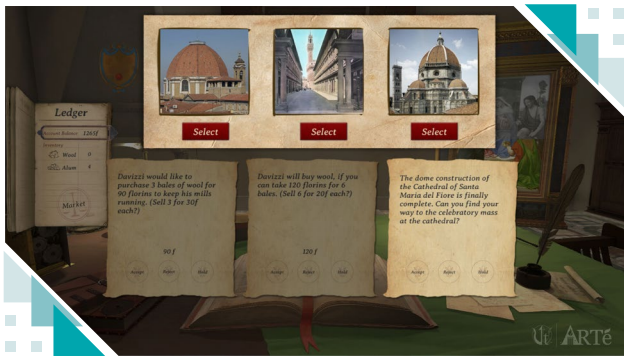 Select
Select
Select
Ledger
Account Balance 1265f
Wool 0
Alum
Market
Davizzi would like to
purchase 3 bales of wool for
90 florins to keep his mills
running. (Sell 3 for 30f
each?)
90 f
Accept Reject Hold
Davizzi will buy wool, if you
can take 120 florins for 6
bales. (Sell 6 for 20f each?)
120 f
Accept Reject Hold
The dome construction of
the Cathedral of Santa
Maria del Fiore is finally
complete. Can you find your
way to the celebratory mass
at the cathedral?
Accept Reject Hold
ARTé